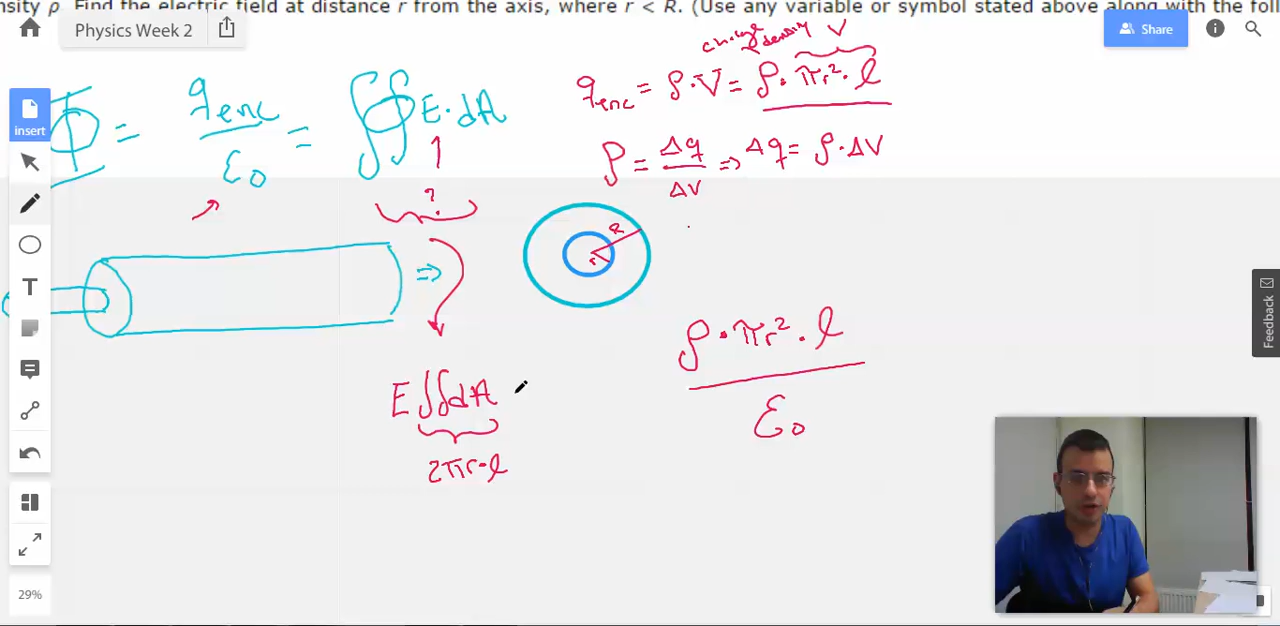 nsity ρ. Find the electric field at distance r from the axis, where r < R. (Use any variable or symbol stated above along with the foll
Physics Week 2
Share
insert
Φ = q_enc / ε₀ = ∯ E · dA
?
charge density V
q_enc = ρ·V = ρ·πr²·l
ρ = Δq/ΔV ⇒ Δq = ρ·ΔV
R
r
⇒
E ∬ dA
2πr·l
ρ·πr²·l / ε₀
T
29%
Feedback